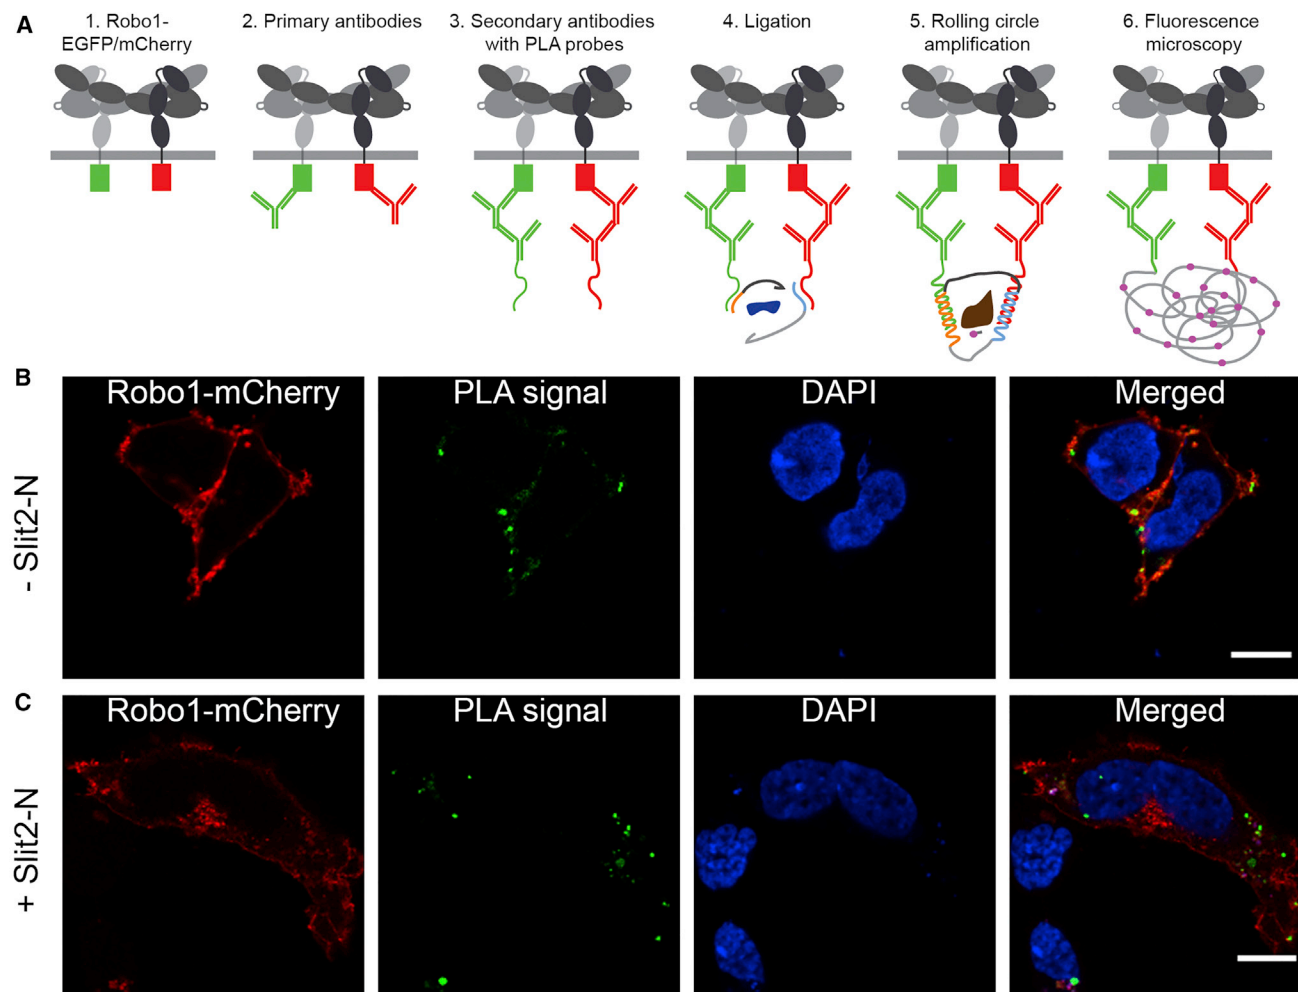 A
1. Robo1-
EGFP/mCherry
2. Primary antibodies
3. Secondary antibodies
with PLA probes
4. Ligation
5. Rolling circle
amplification
6. Fluorescence
microscopy
B
- Slit2-N
Robo1-mCherry
PLA signal
DAPI
Merged
C
+ Slit2-N
Robo1-mCherry
PLA signal
DAPI
Merged